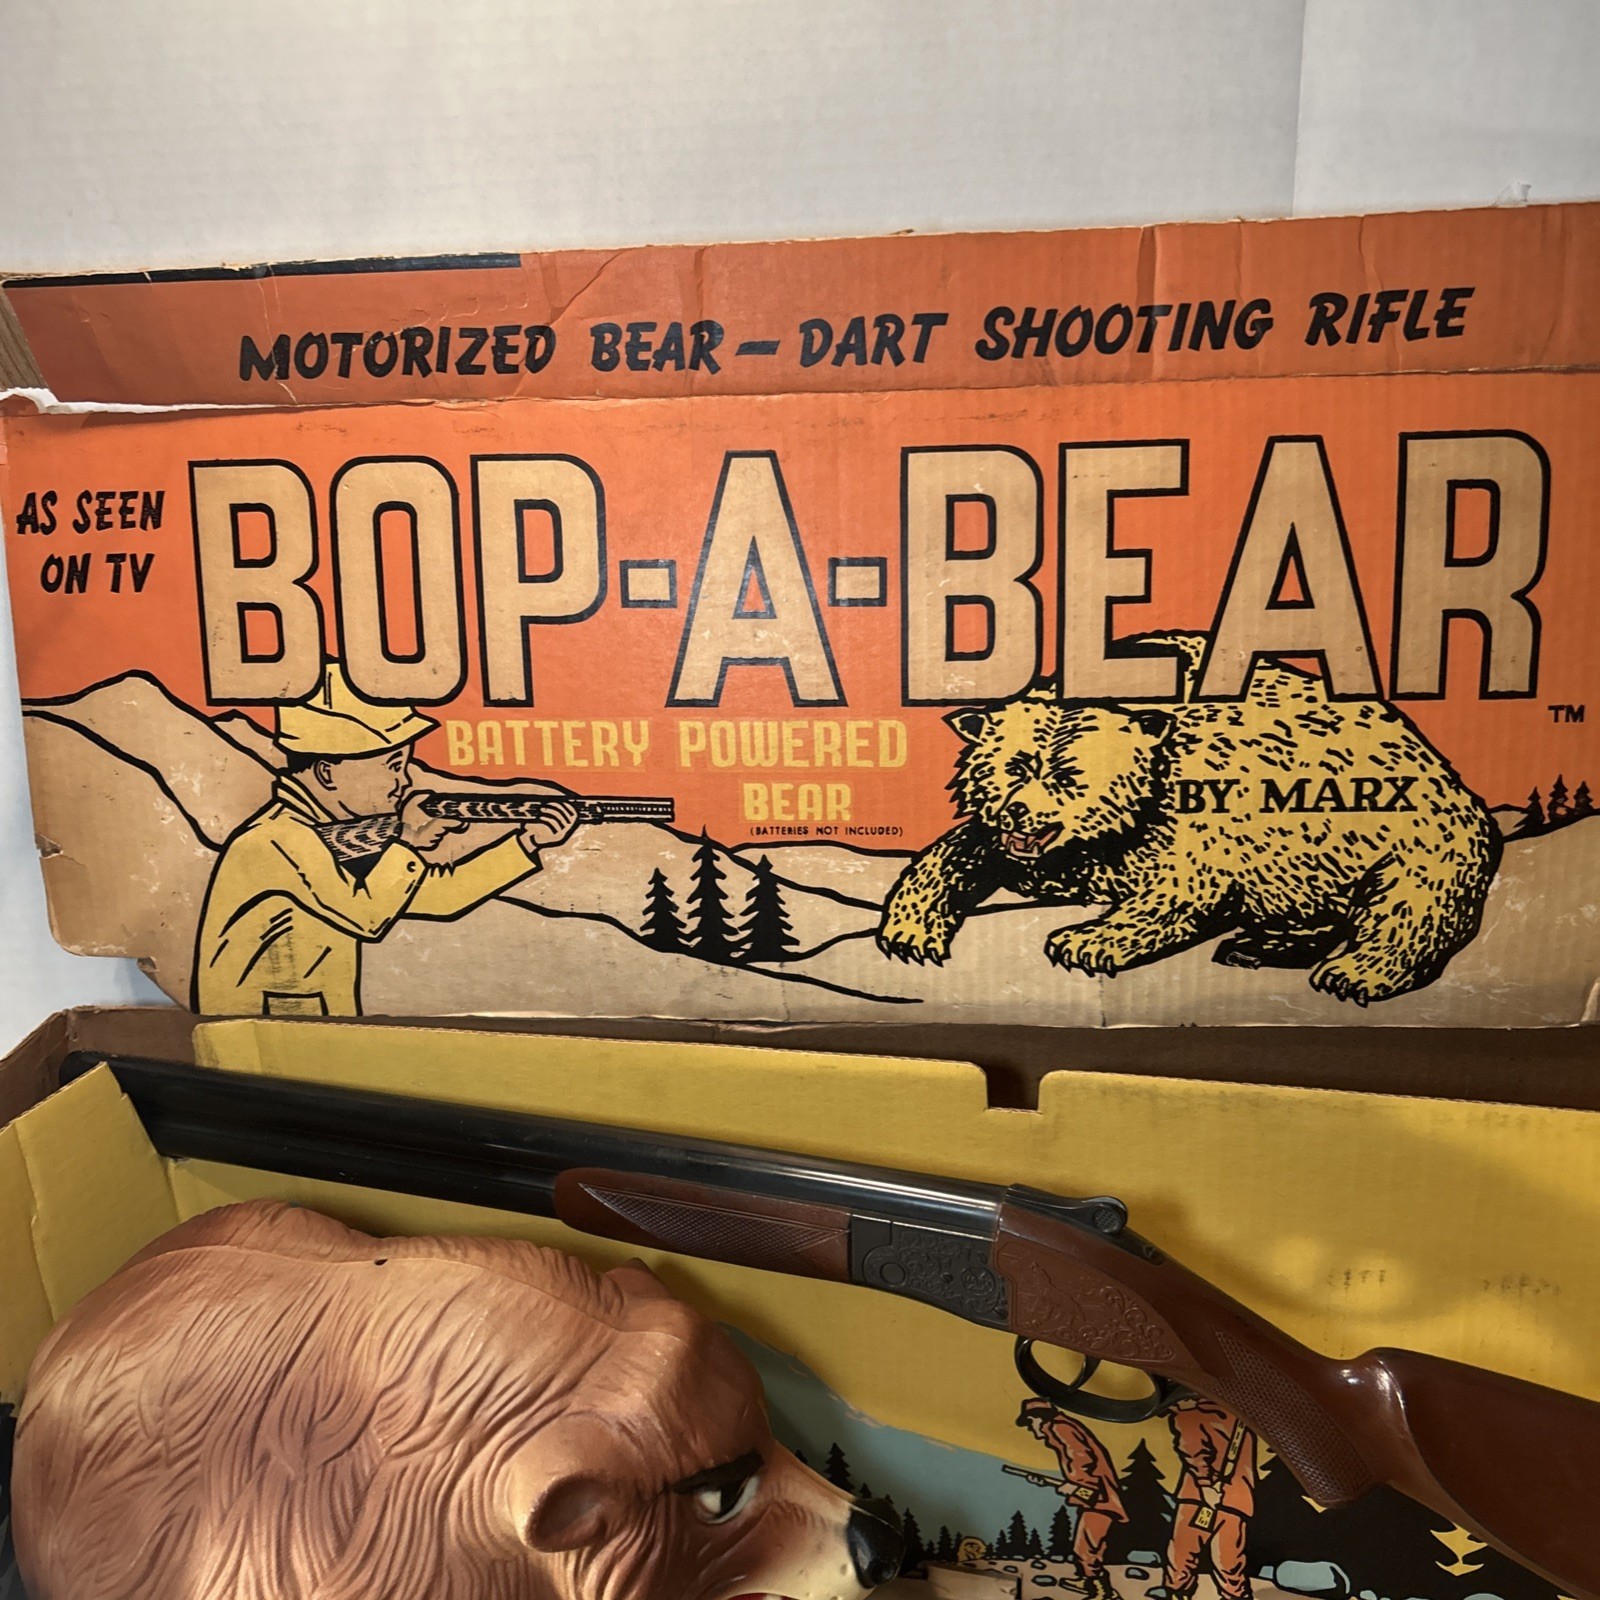 MOTORIZED BEAR — DART SHOOTING RIFLE
AS SEEN
ON TV
BOP-A-BEAR
TM
BATTERY POWERED
BEAR
(BATTERIES NOT INCLUDED)
BY MARX